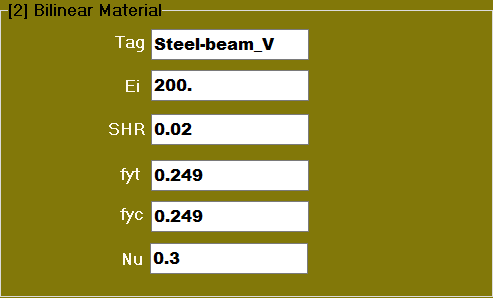 [2] Bilinear Material
Tag Steel-beam_V
Ei 200.
SHR 0.02
fyt 0.249
fyc 0.249
Nu 0.3